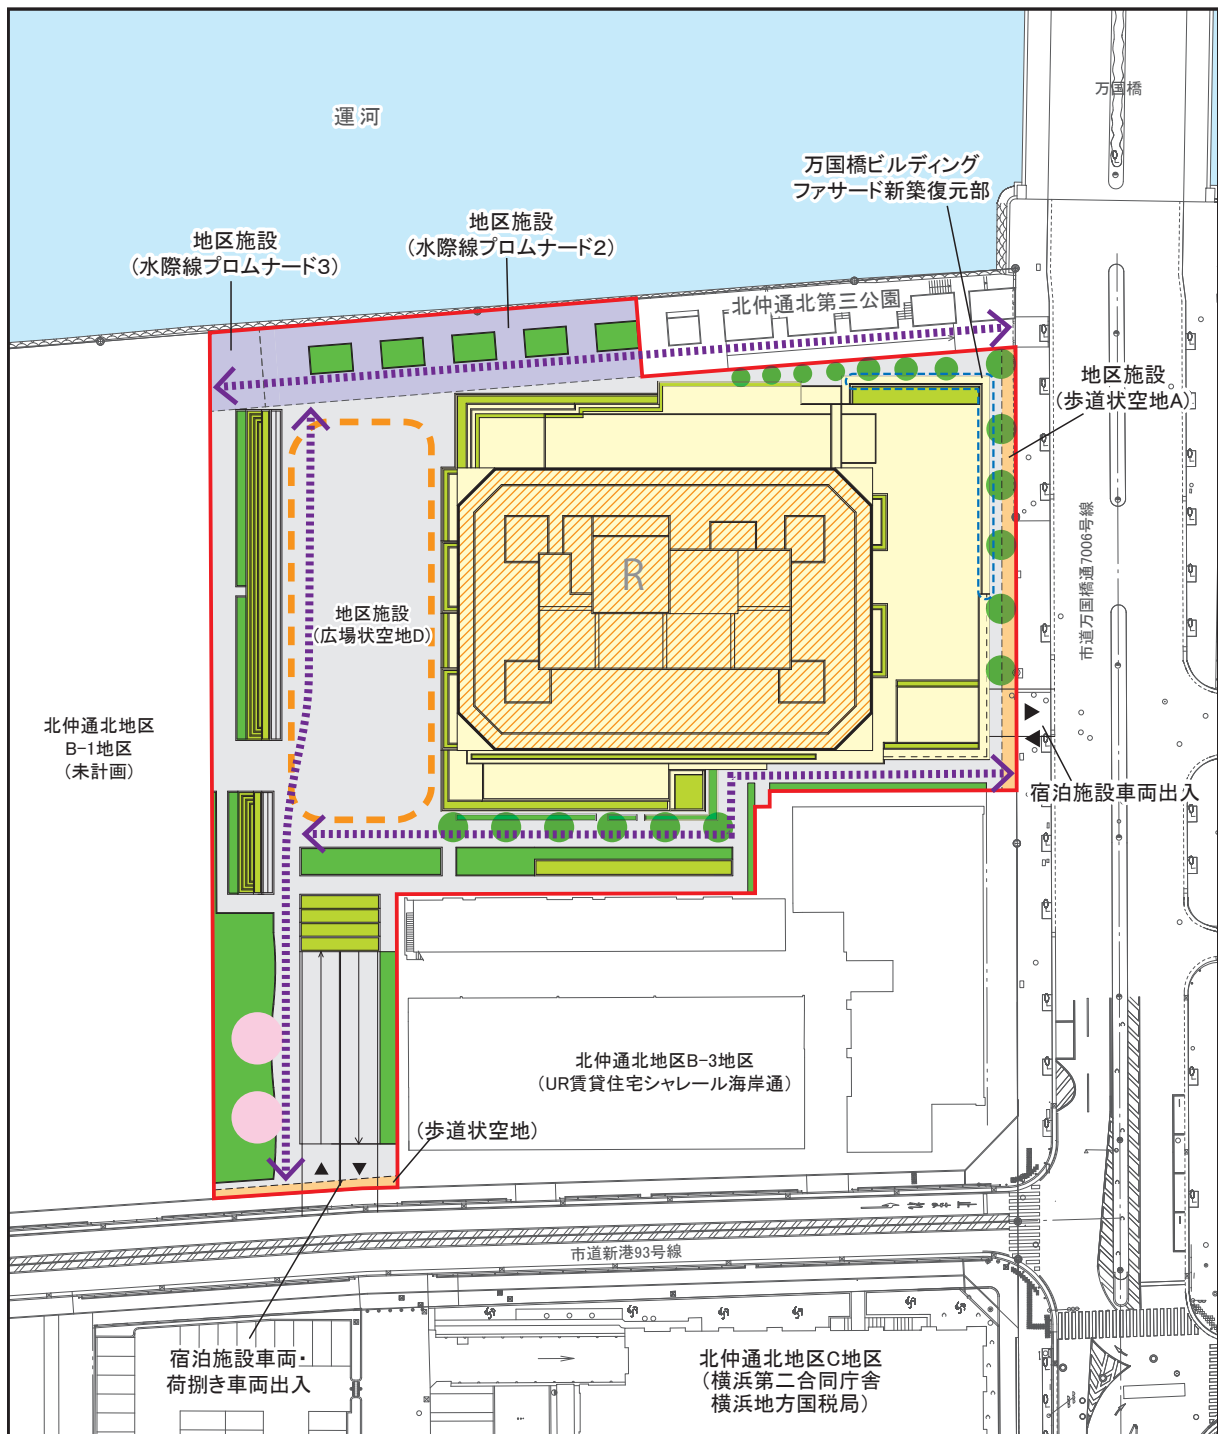 万国橋
運河
万国橋ビルディング
ファサード新築復元部
地区施設
(水際線プロムナード2)
地区施設
(水際線プロムナード3)
北仲通北第三公園
地区施設
(歩道状空地A)
市道万国橋通7006号線
R
地区施設
(広場状空地D)
北仲通北地区
B-1地区
(未計画)
宿泊施設車両出入
北仲通北地区B-3地区
(UR賃貸住宅シャレール海岸通)
(歩道状空地)
市道新港93号線
宿泊施設車両・
荷捌き車両出入
北仲通北地区C地区
(横浜第二合同庁舎
横浜地方国税局)